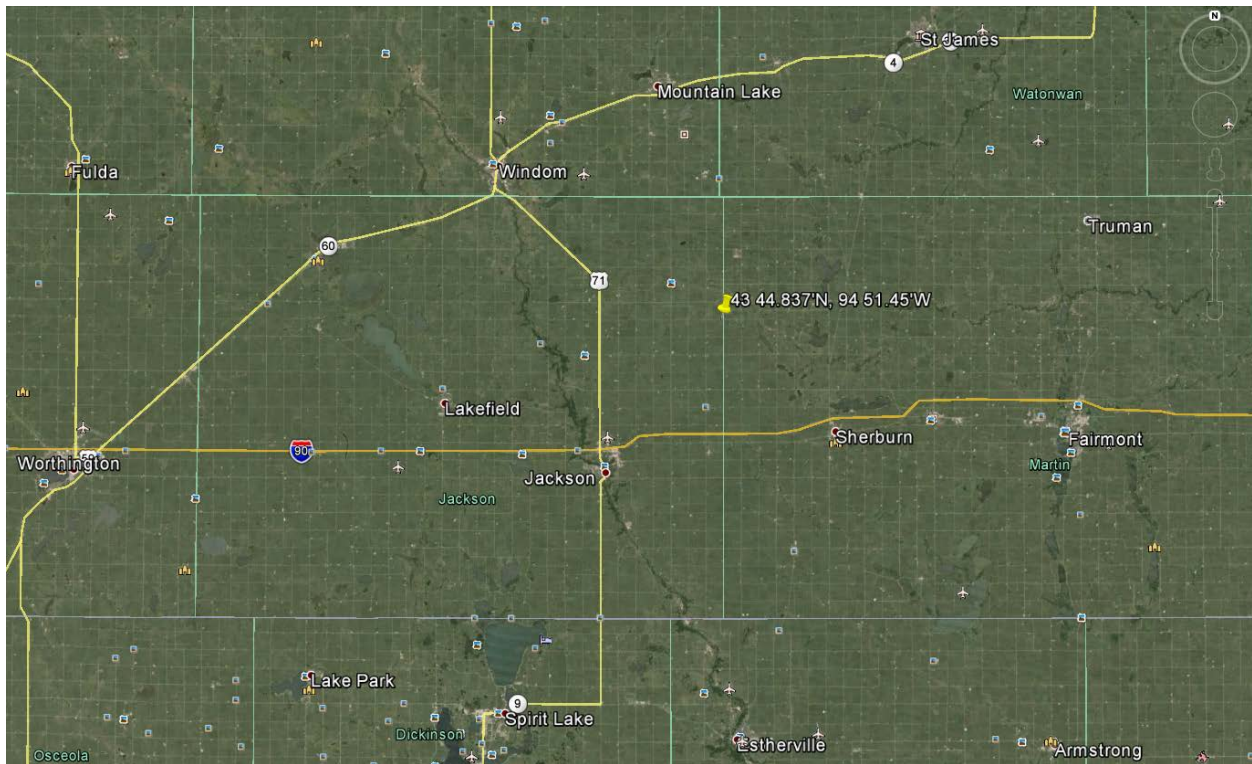 N
St James
4
Mountain Lake
Watonwan
Fulda
Windom
Truman
60
71
43 44.837'N, 94 51.45'W
Lakefield
Sherburn
Fairmont
90
Worthington
Martin
Jackson
Jackson
Lake Park
9
Spirit Lake
Dickinson
Estherville
Armstrong
Osceola